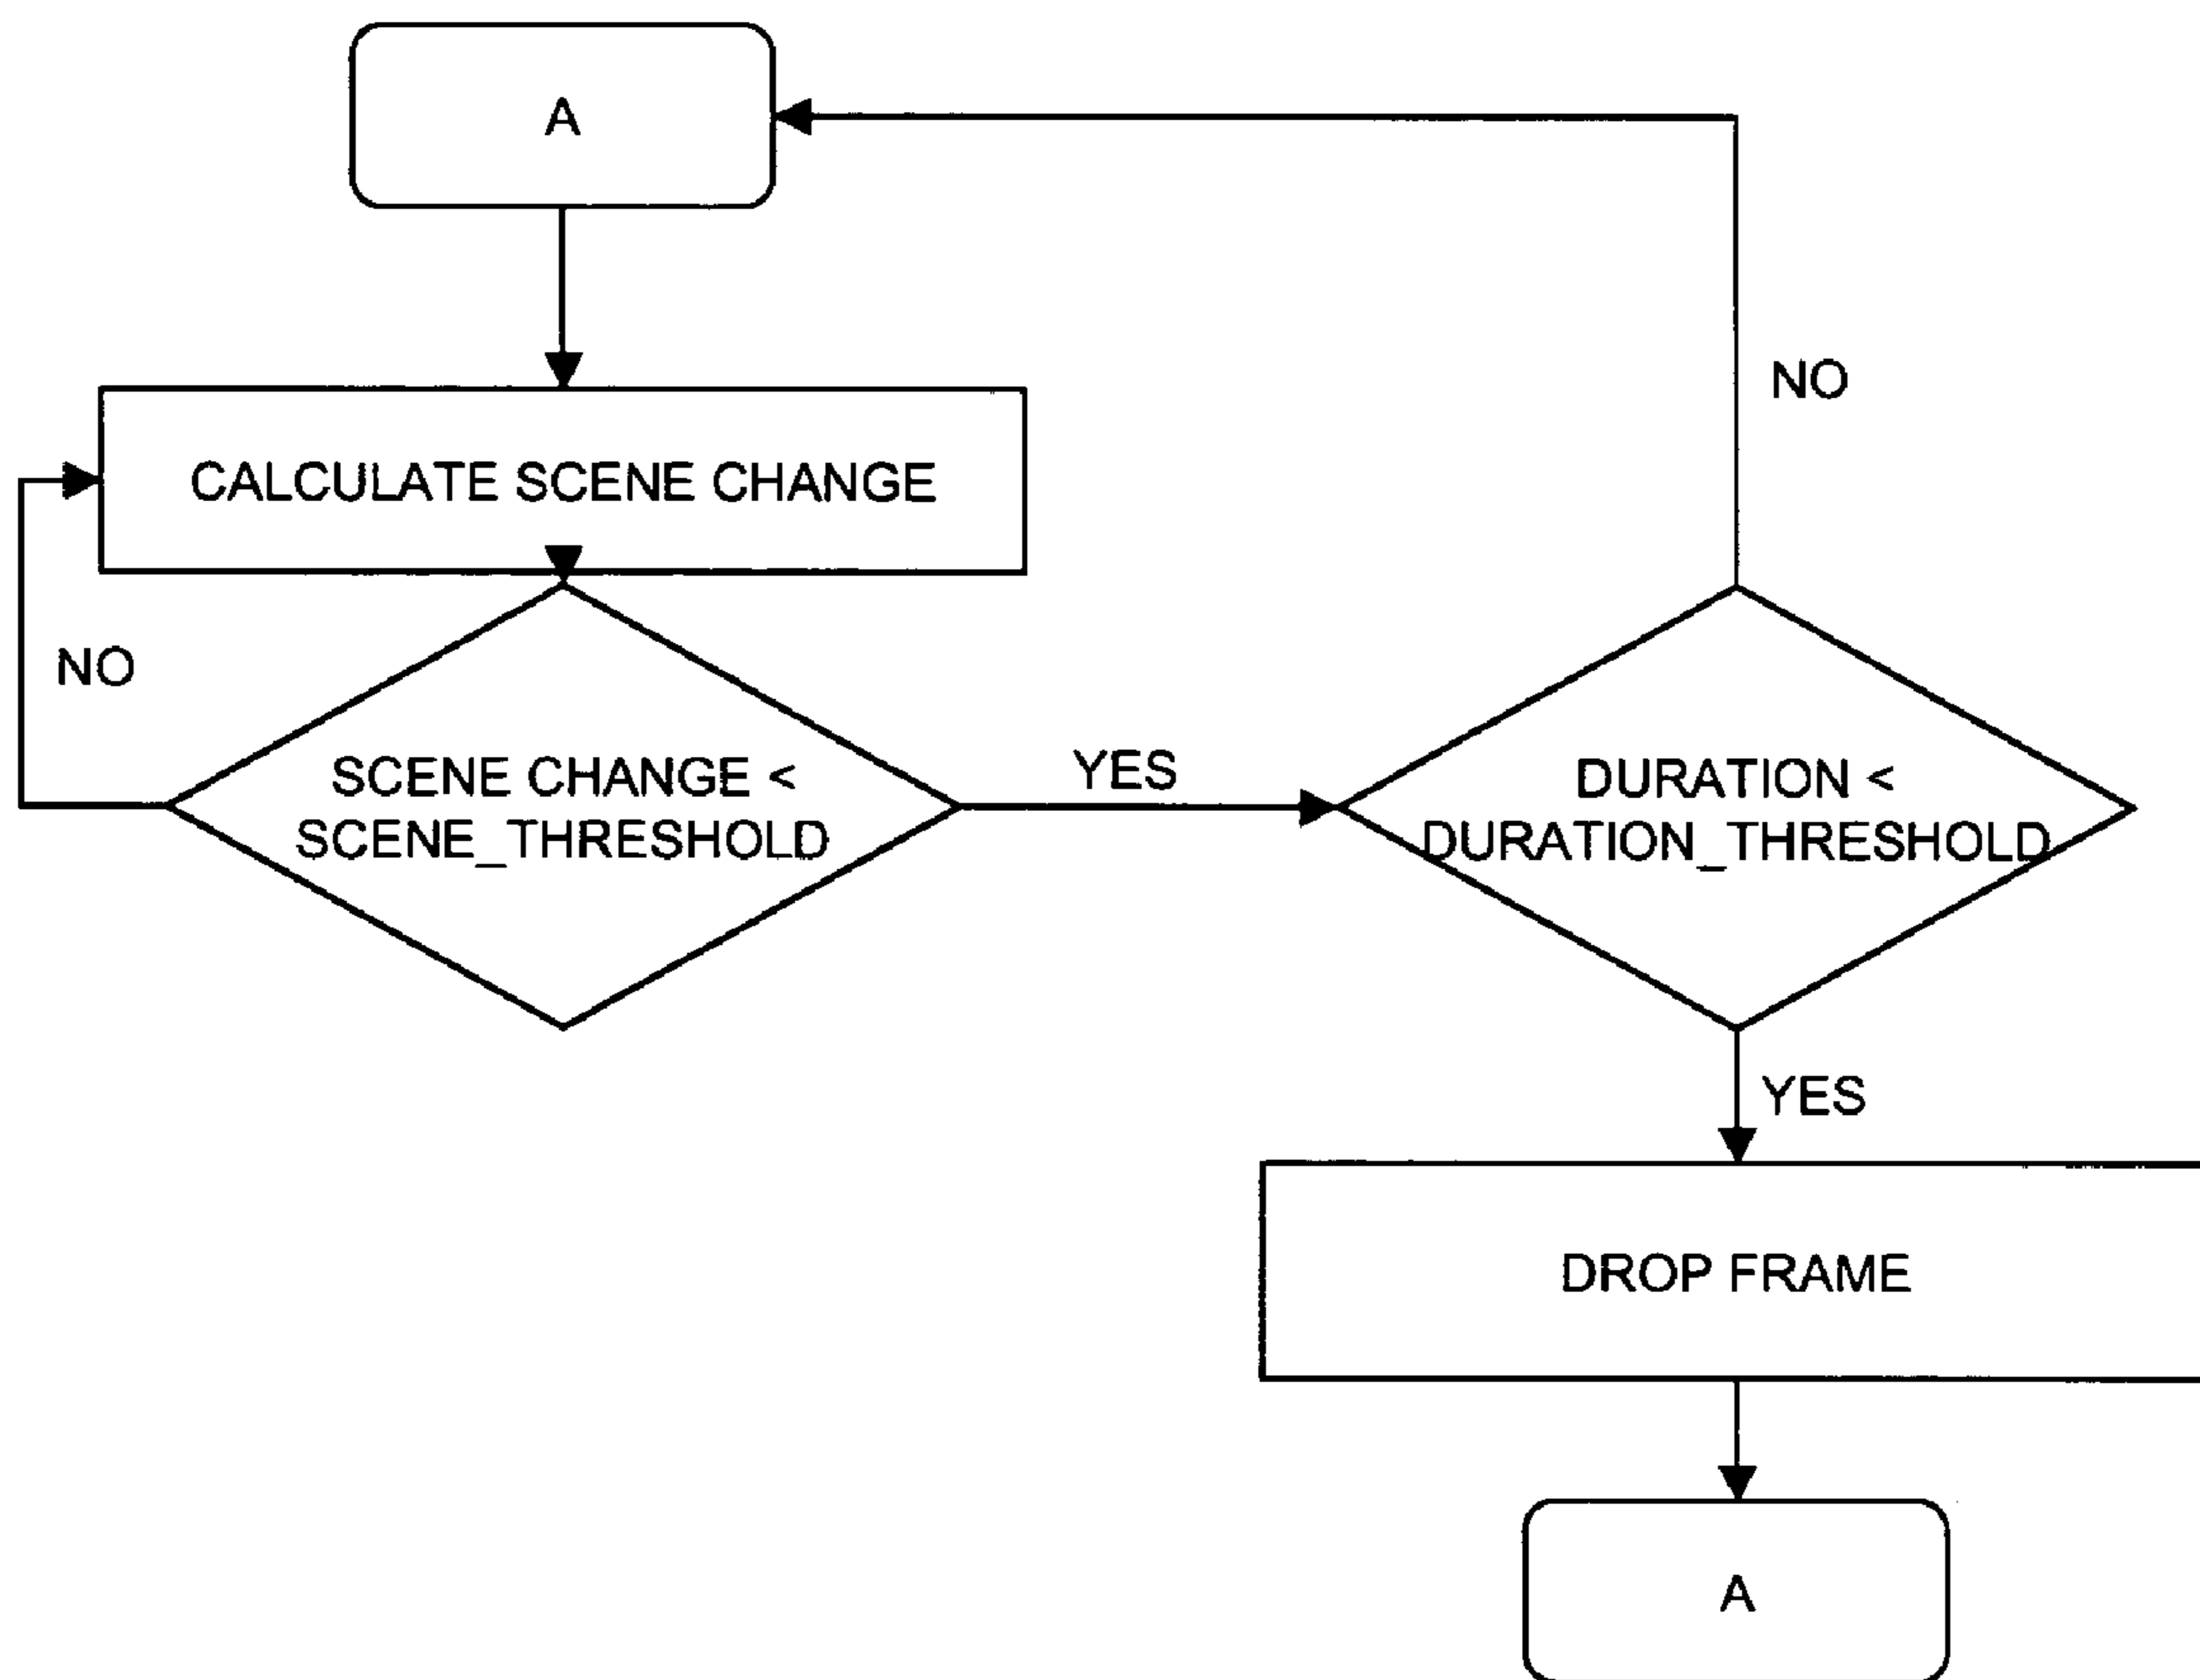 A
NO
CALCULATE SCENE CHANGE
NO
SCENE CHANGE <
SCENE_THRESHOLD
YES
DURATION <
DURATION_THRESHOLD
YES
DROP FRAME
A